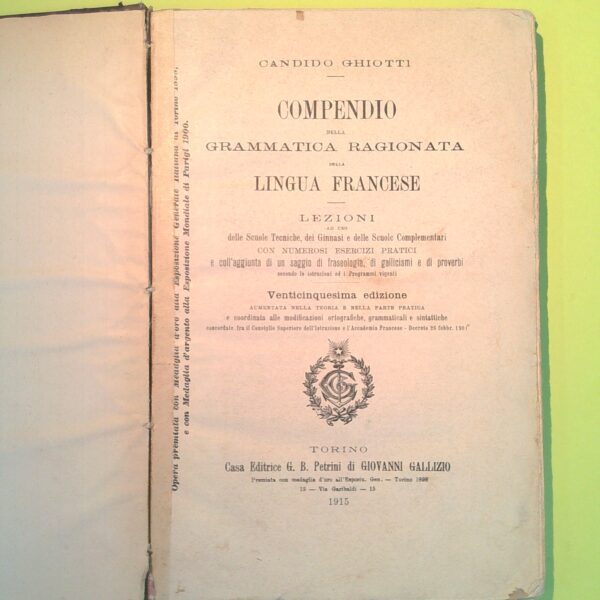 Opera premiata con medaglia d'oro alla Esposizione Generale Italiana di Torino 1898,
e con Medaglia d'argento alla Esposizione Mondiale di Parigi 1900.
CANDIDO GHIOTTI
COMPENDIO
DELLA
GRAMMATICA RAGIONATA
DELLA
LINGUA FRANCESE
LEZIONI
AD USO
delle Scuole Tecniche, dei Ginnasi e delle Scuole Complementari
CON NUMEROSI ESERCIZI PRATICI
e coll'aggiunta di un saggio di fraseologia, di gallicismi e di proverbi
secondo le istruzioni ed i Programmi vigenti
Venticinquesima edizione
AUMENTATA NELLA TEORIA E NELLA PARTE PRATICA
e coordinata alle modificazioni ortografiche, grammaticali e sintattiche
concordate fra il Consiglio Superiore dell'Istruzione e l'Accademia Francese - Decreto 26 febbr. 1901
TORINO
Casa Editrice G. B. Petrini di GIOVANNI GALLIZIO
Premiata con medaglia d'oro all'Esposiz. Gen. — Torino 1898
15 — Via Garibaldi — 15
1915